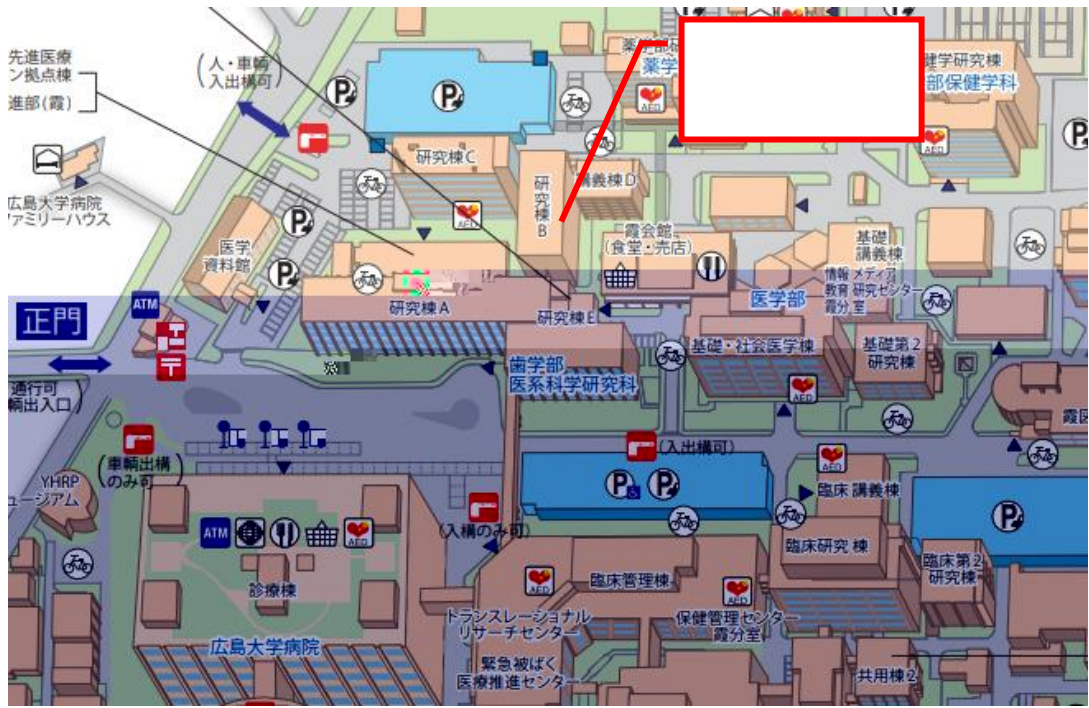 先進医療
ン拠点棟
進部(霞)
(人・車輌
入出構可)
広島大学病院
ファミリーハウス
医学
資料館
研究棟C
研究棟B
講義棟D
霞会館
(食堂・売店)
薬学部研
薬学
AED
健学研究棟
部保健学科
AED
AED
基礎
講義棟
情報メディア
教育研究センター
霞分室
医学部
研究棟A
研究棟E
歯学部
医系科学研究科
基礎・社会医学棟
基礎第2
研究棟
AED
正門
ATM
通行可
輌出入口)
(車輌出構
のみ可)
YHRP
ュージアム
(入出構可)
AED
臨床講義棟
霞
(入構のみ可)
ATM
AED
診療棟
広島大学病院
AED
臨床管理棟
AED
臨床研究棟
臨床第2
研究棟
トランスレーショナル
リサーチセンター
保健管理センター
霞分室
緊急被ばく
医療推進センター
共用棟2